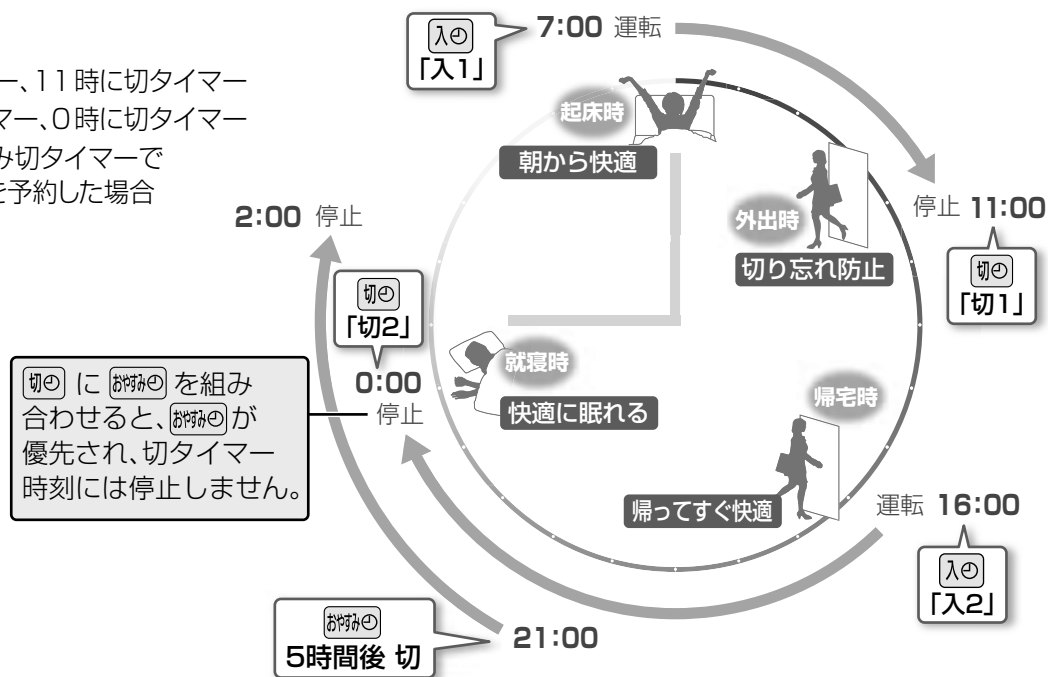 入
「入1」
7:00 運転
ー、11時に切タイマー
マー、0時に切タイマー
み切タイマーで
を予約した場合
起床時
朝から快適
2:00 停止
外出時
切り忘れ防止
停止 11:00
切
「切1」
切
「切2」
0:00
停止
就寝時
快適に眠れる
切 に おやすみ を組み
合わせると、おやすみ が
優先され、切タイマー
時刻には停止しません。
帰宅時
帰ってすぐ快適
運転 16:00
入
「入2」
おやすみ
5時間後 切
21:00